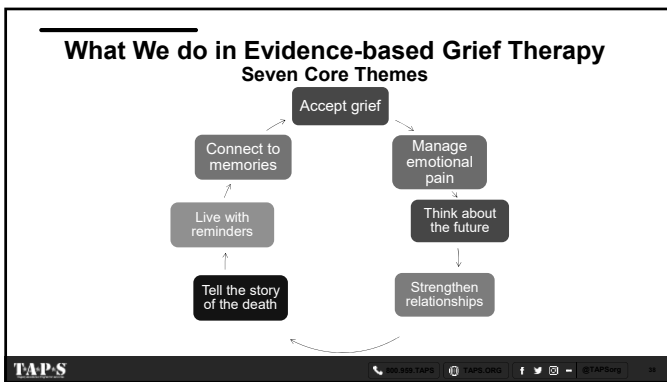 What We do in Evidence-based Grief Therapy
Seven Core Themes
Accept grief
Manage
emotional
pain
Think about
the future
Strengthen
relationships
Tell the story
of the death
Live with
reminders
Connect to
memories
T*A*P*S
800.959.TAPS
TAPS.ORG
@TAPSorg